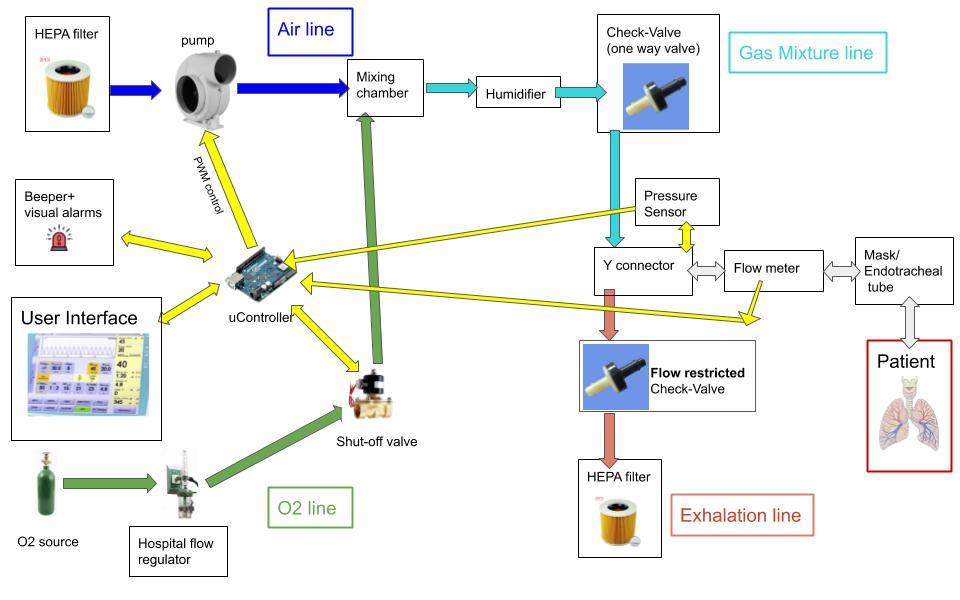 HEPA filter
pump
Air line
Check-Valve
(one way valve)
Gas Mixture line
Mixing
chamber
Humidifier
PWM control
Beeper+
visual alarms
Pressure
Sensor
Y connector
Flow meter
Mask/
Endotracheal
tube
uController
User Interface
Patient
Flow restricted
Check-Valve
Shut-off valve
HEPA filter
O2 line
Exhalation line
O2 source
Hospital flow
regulator